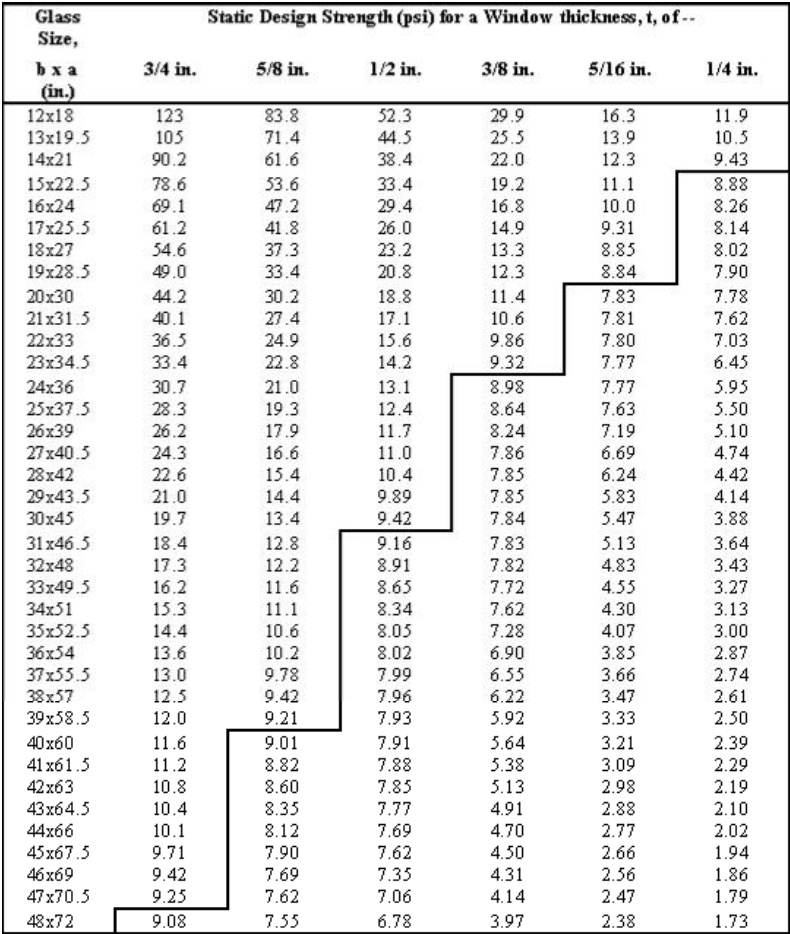 Glass Static Design Strength (psi) for a Window thickness, t, of --
Size,
b x a 3/4 in. 5/8 in. 1/2 in. 3/8 in. 5/16 in. 1/4 in.
(in.)
12x18 123 83.8 52.3 29.9 16.3 11.9
13x19.5 105 71.4 44.5 25.5 13.9 10.5
14x21 90.2 61.6 38.4 22.0 12.3 9.43
15x22.5 78.6 53.6 33.4 19.2 11.1 8.88
16x24 69.1 47.2 29.4 16.8 10.0 8.26
17x25.5 61.2 41.8 26.0 14.9 9.31 8.14
18x27 54.6 37.3 23.2 13.3 8.85 8.02
19x28.5 49.0 33.4 20.8 12.3 8.84 7.90
20x30 44.2 30.2 18.8 11.4 7.83 7.78
21x31.5 40.1 27.4 17.1 10.6 7.81 7.62
22x33 36.5 24.9 15.6 9.86 7.80 7.03
23x34.5 33.4 22.8 14.2 9.32 7.77 6.45
24x36 30.7 21.0 13.1 8.98 7.77 5.95
25x37.5 28.3 19.3 12.4 8.64 7.63 5.50
26x39 26.2 17.9 11.7 8.24 7.19 5.10
27x40.5 24.3 16.6 11.0 7.86 6.69 4.74
28x42 22.6 15.4 10.4 7.85 6.24 4.42
29x43.5 21.0 14.4 9.89 7.85 5.83 4.14
30x45 19.7 13.4 9.42 7.84 5.47 3.88
31x46.5 18.4 12.8 9.16 7.83 5.13 3.64
32x48 17.3 12.2 8.91 7.82 4.83 3.43
33x49.5 16.2 11.6 8.65 7.72 4.55 3.27
34x51 15.3 11.1 8.34 7.62 4.30 3.13
35x52.5 14.4 10.6 8.05 7.28 4.07 3.00
36x54 13.6 10.2 8.02 6.90 3.85 2.87
37x55.5 13.0 9.78 7.99 6.55 3.66 2.74
38x57 12.5 9.42 7.96 6.22 3.47 2.61
39x58.5 12.0 9.21 7.93 5.92 3.33 2.50
40x60 11.6 9.01 7.91 5.64 3.21 2.39
41x61.5 11.2 8.82 7.88 5.38 3.09 2.29
42x63 10.8 8.60 7.85 5.13 2.98 2.19
43x64.5 10.4 8.35 7.77 4.91 2.88 2.10
44x66 10.1 8.12 7.69 4.70 2.77 2.02
45x67.5 9.71 7.90 7.62 4.50 2.66 1.94
46x69 9.42 7.69 7.35 4.31 2.56 1.86
47x70.5 9.25 7.62 7.06 4.14 2.47 1.79
48x72 9.08 7.55 6.78 3.97 2.38 1.73